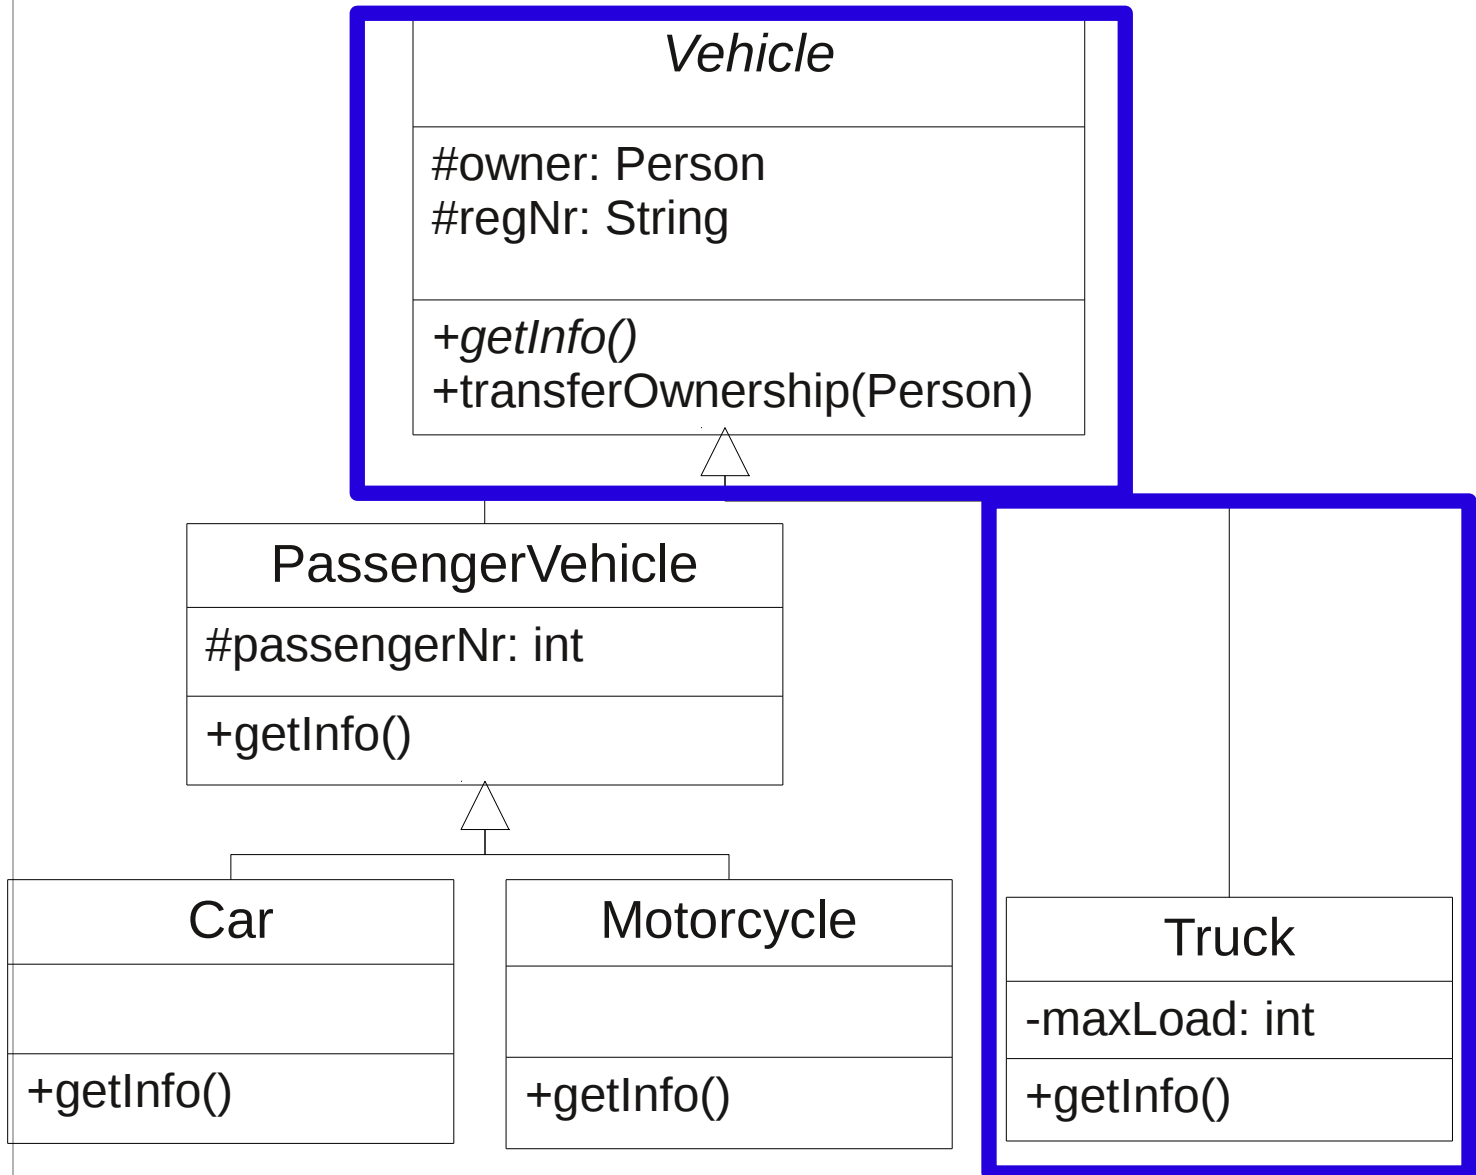 Vehicle
#owner: Person
#regNr: String
+getInfo()
+transferOwnership(Person)
PassengerVehicle
#passengerNr: int
+getInfo()
Car
+getInfo()
Motorcycle
+getInfo()
Truck
-maxLoad: int
+getInfo()